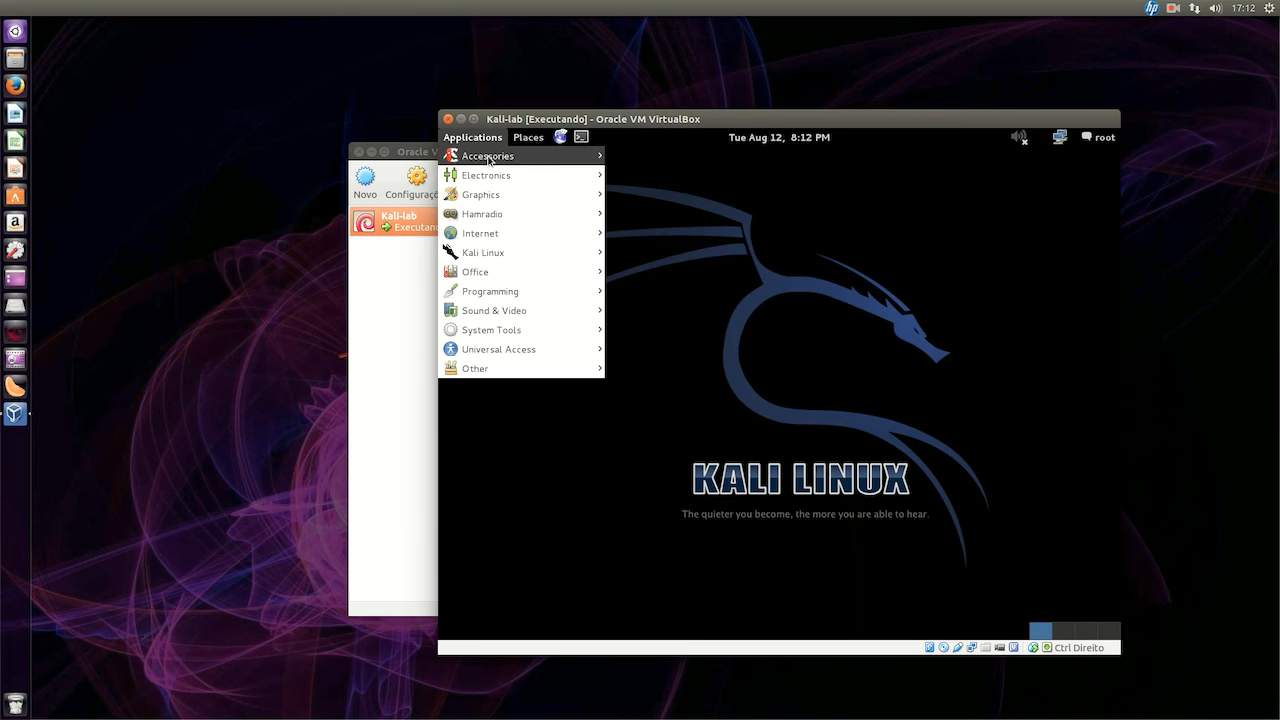 17:12
Kali-lab [Executando] - Oracle VM VirtualBox
Applications Places Tue Aug 12, 8:12 PM root
Oracle V
Novo Configuraçõ
Kali-lab
Executand
Accessories
Electronics
Graphics
Hamradio
Internet
Kali Linux
Office
Programming
Sound & Video
System Tools
Universal Access
Other
KALI LINUX
The quieter you become, the more you are able to hear.
Ctrl Direito